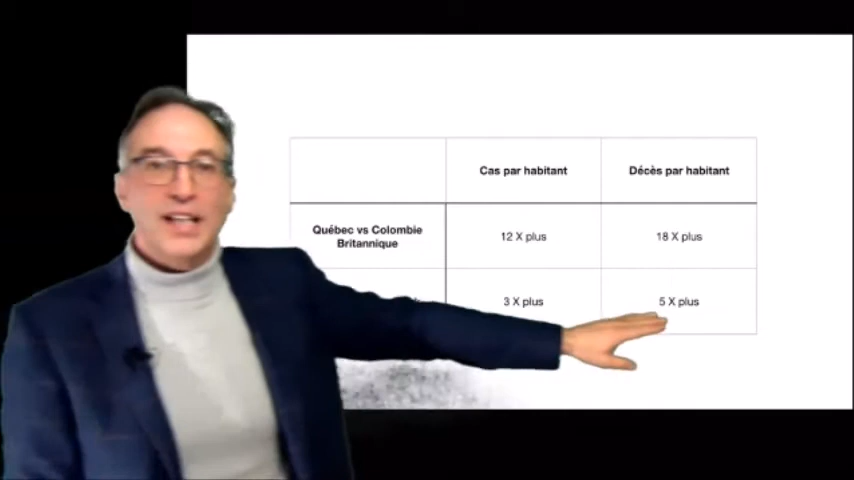 Cas par habitant
Décès par habitant
Québec vs Colombie
Britannique
12 X plus
18 X plus
3 X plus
5 X plus